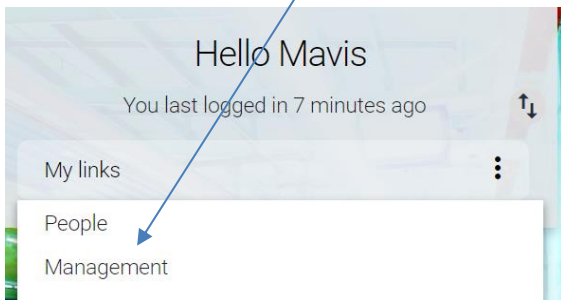 Hello Mavis
You last logged in 7 minutes ago
My links
People
Management